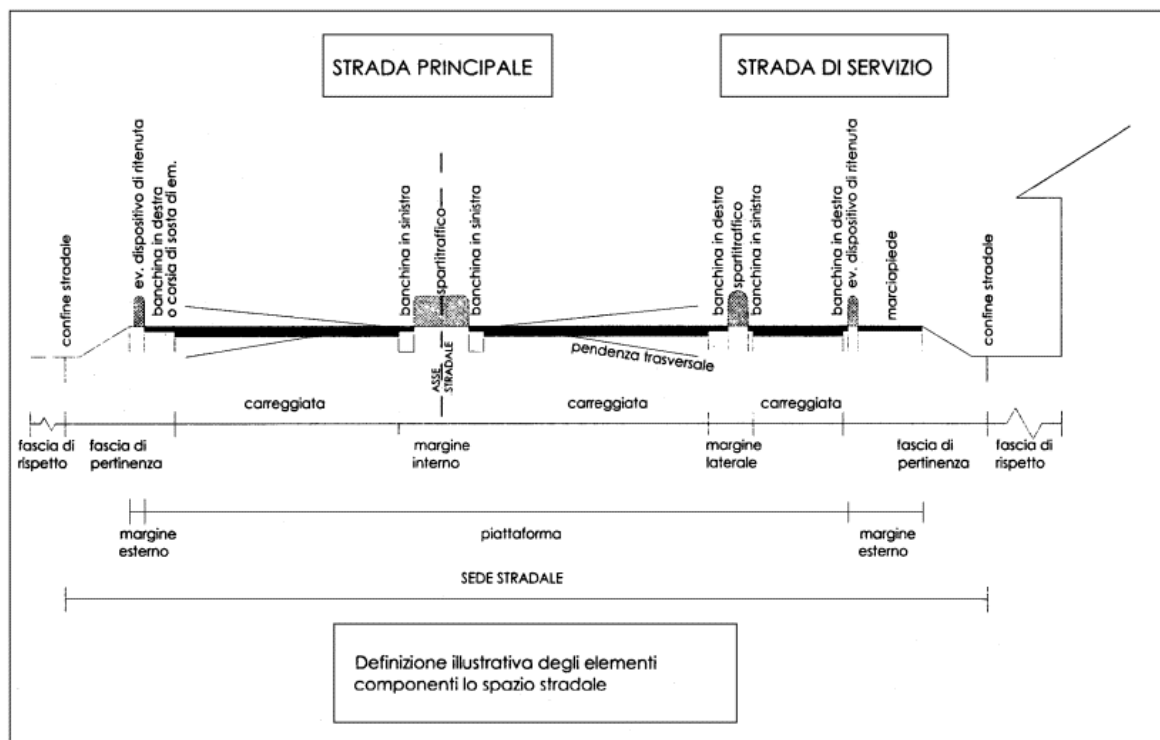 STRADA PRINCIPALE
STRADA DI SERVIZIO
confine stradale
ev. dispositivo di ritenuta
banchina in destra
o corsia di sosta di em.
banchina in sinistra
spartitraffico
banchina in sinistra
banchina in destra
spartitraffico
banchina in sinistra
banchina in destra
ev. dispositivo di ritenuta
marciapiede
confine stradale
ASSE
STRADALE
pendenza trasversale
carreggiata
carreggiata
carreggiata
fascia di
rispetto
fascia di
pertinenza
margine
interno
margine
laterale
fascia di
pertinenza
fascia di
rispetto
margine
esterno
piattaforma
margine
esterno
SEDE STRADALE
Definizione illustrativa degli elementi
componenti lo spazio stradale